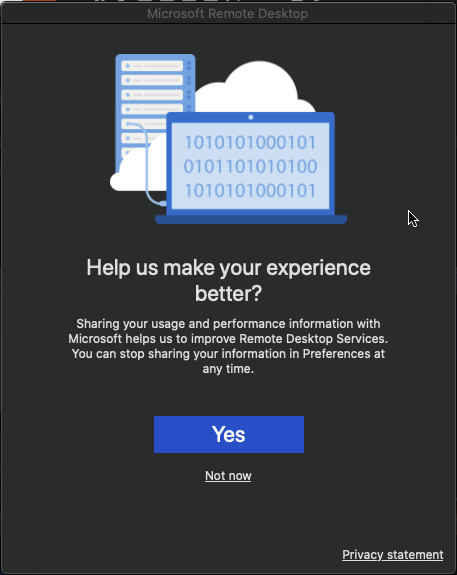 Microsoft Remote Desktop
1010101000101
0101101010100
1010101000101
Help us make your experience
better?
Sharing your usage and performance information with
Microsoft helps us to improve Remote Desktop Services.
You can stop sharing your information in Preferences at
any time.
Yes
Not now
Privacy statement